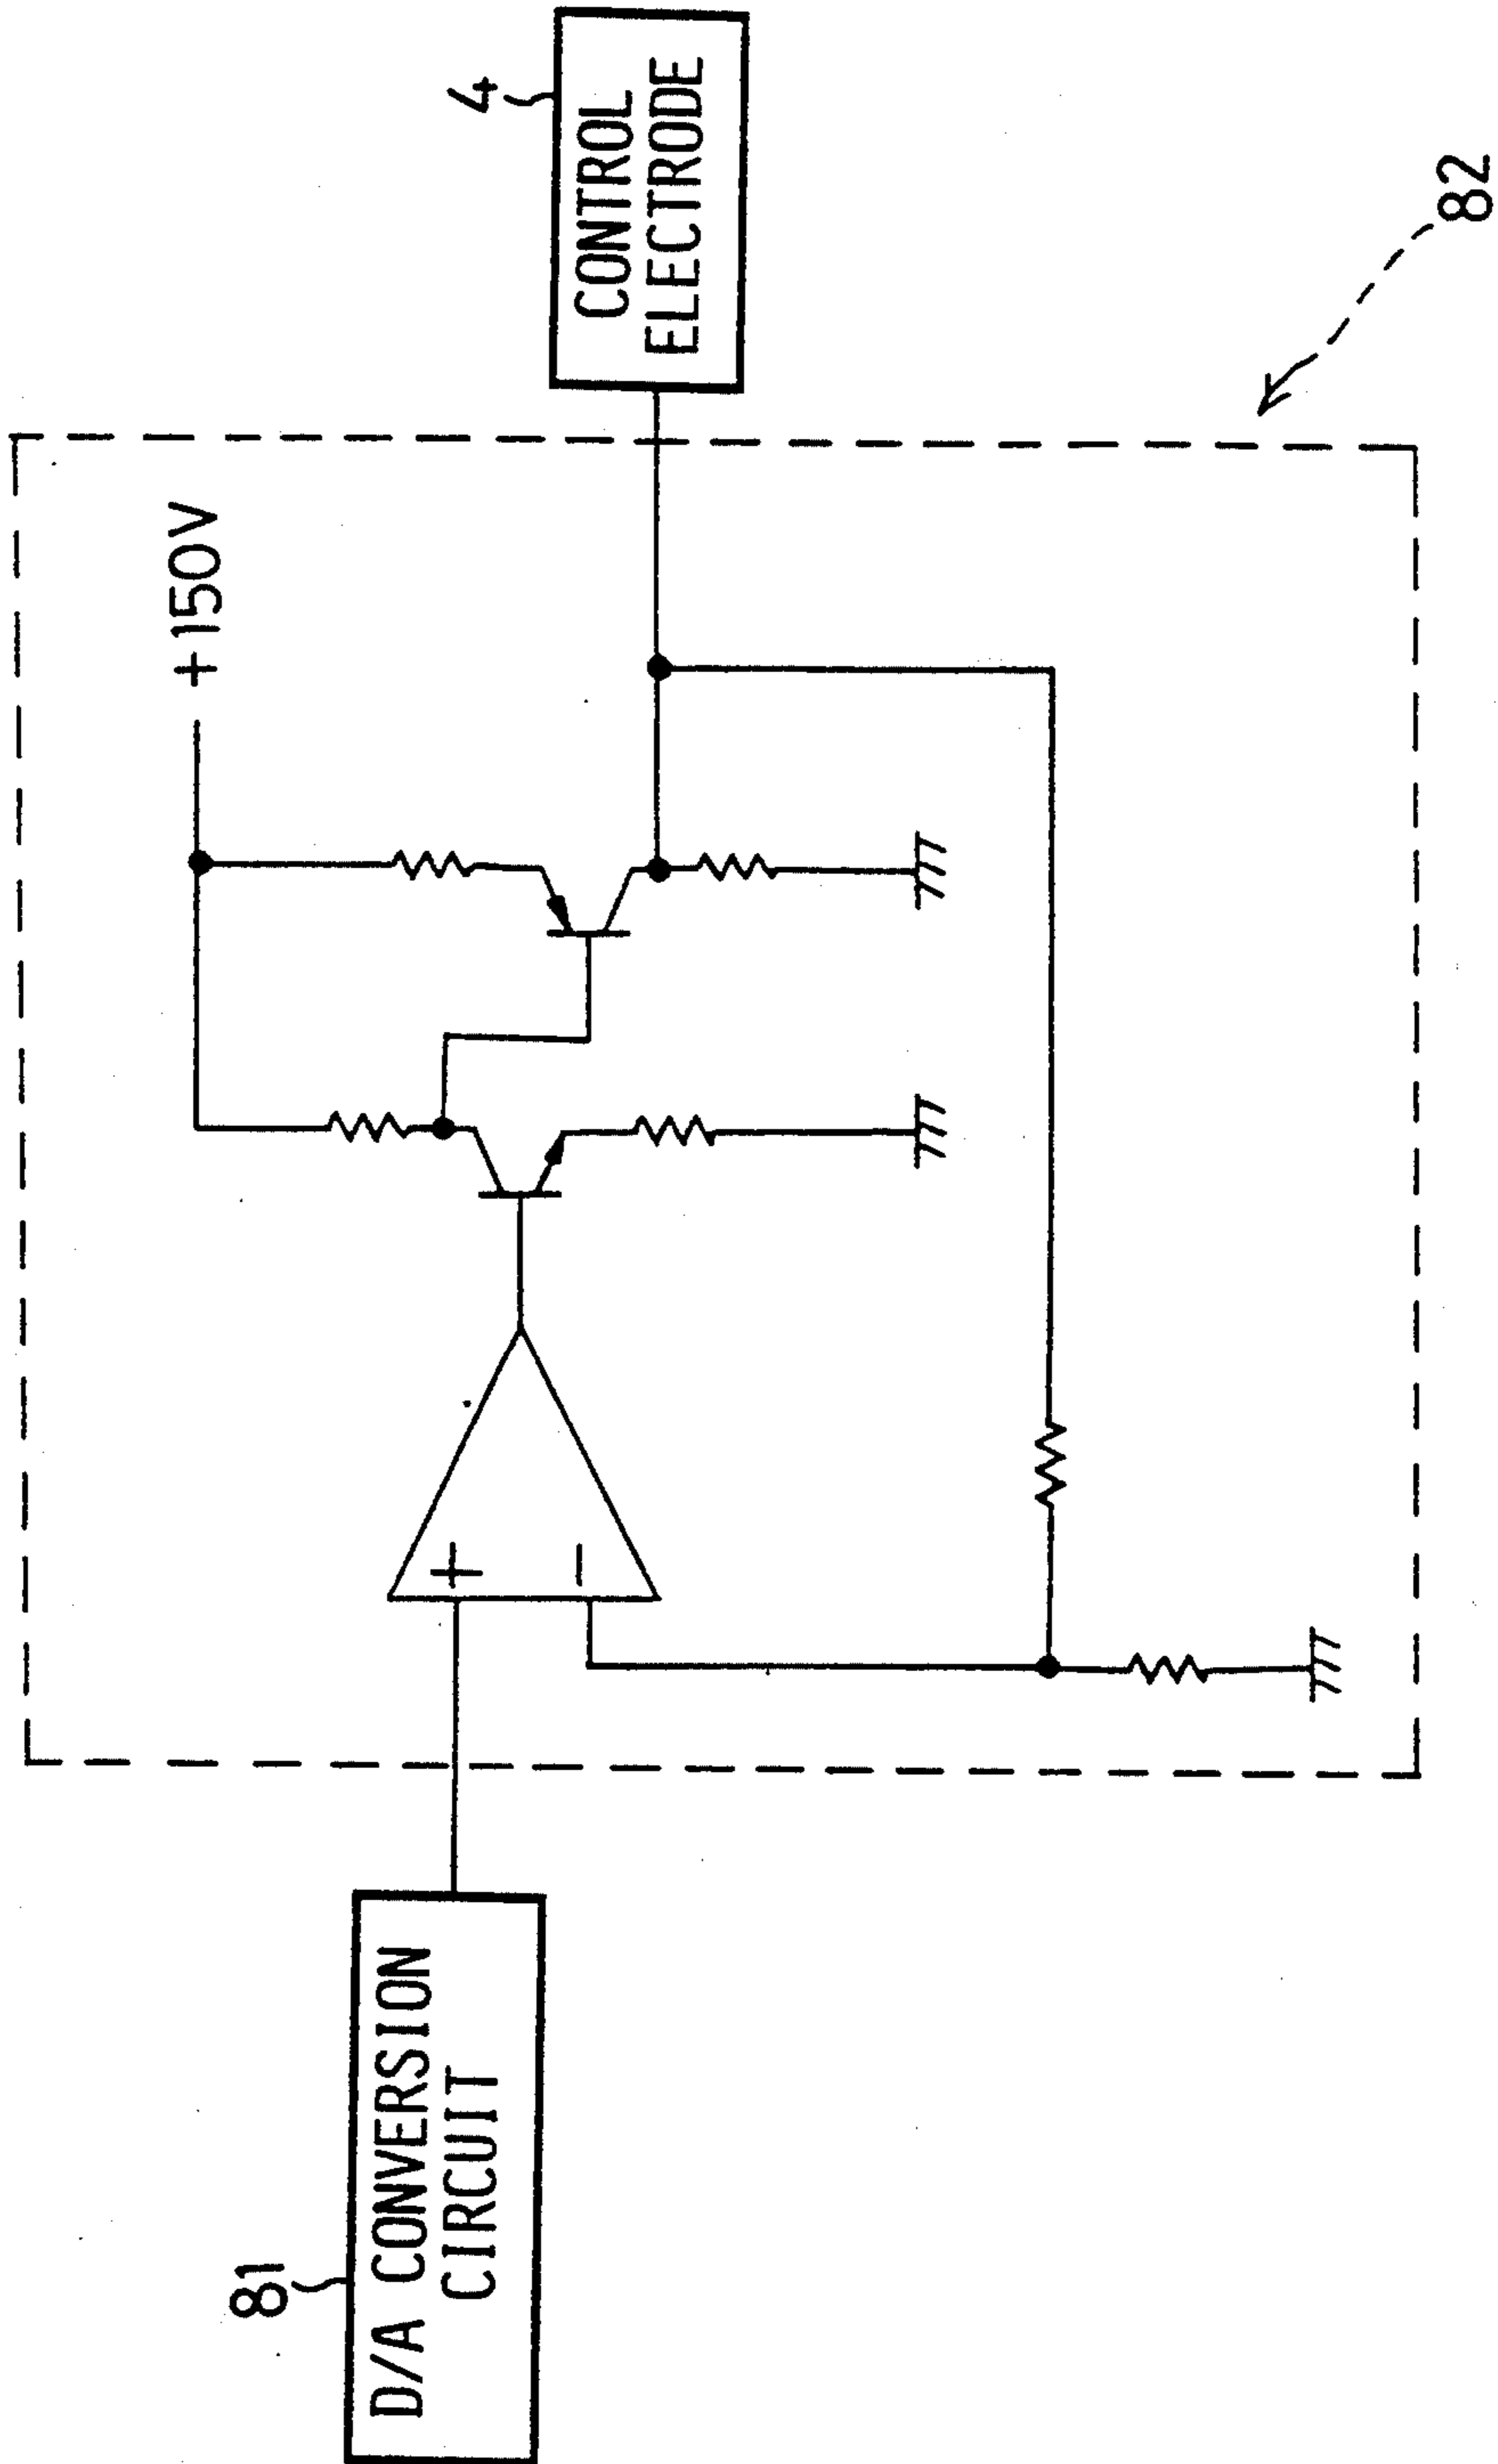 +150V
81
D/A CONVERSION
CIRCUIT
+
−
4
CONTROL
ELECTRODE
82